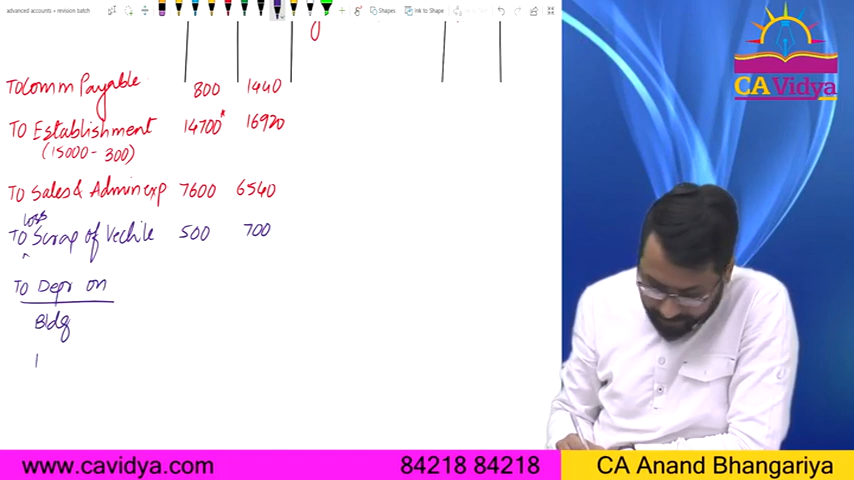 advanced accounts + revision batch
Shapes
Ink to Shape
CA Vidya
To Comm Payable 800 1440
To Establishment 14700* 16920
(15000 - 300)
To Sales & Admin exp 7600 6540
loss
To ^ Scrap of Vechile 500 700
To Depr on
Bldg
www.cavidya.com
84218 84218
CA Anand Bhangariya